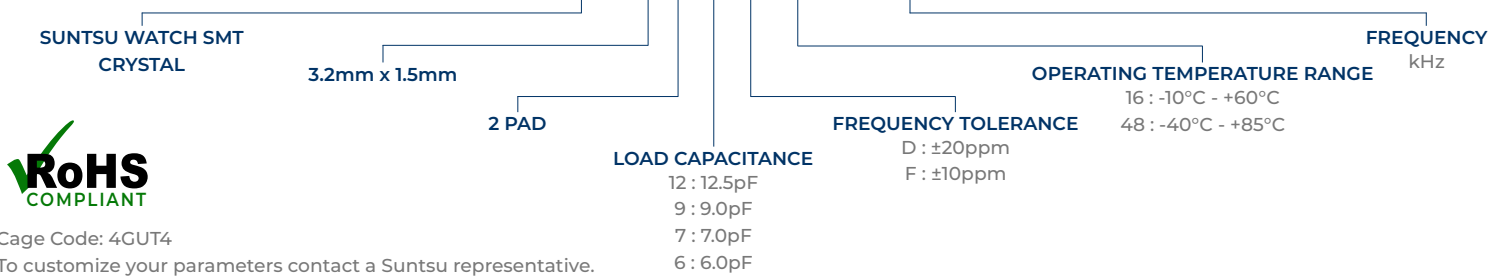 SUNTSU WATCH SMT
CRYSTAL
3.2mm x 1.5mm
2 PAD
LOAD CAPACITANCE
12 : 12.5pF
9 : 9.0pF
7 : 7.0pF
6 : 6.0pF
FREQUENCY TOLERANCE
D : ±20ppm
F : ±10ppm
OPERATING TEMPERATURE RANGE
16 : -10°C - +60°C
48 : -40°C - +85°C
FREQUENCY
kHz
RoHS
COMPLIANT
Cage Code: 4GUT4
To customize your parameters contact a Suntsu representative.